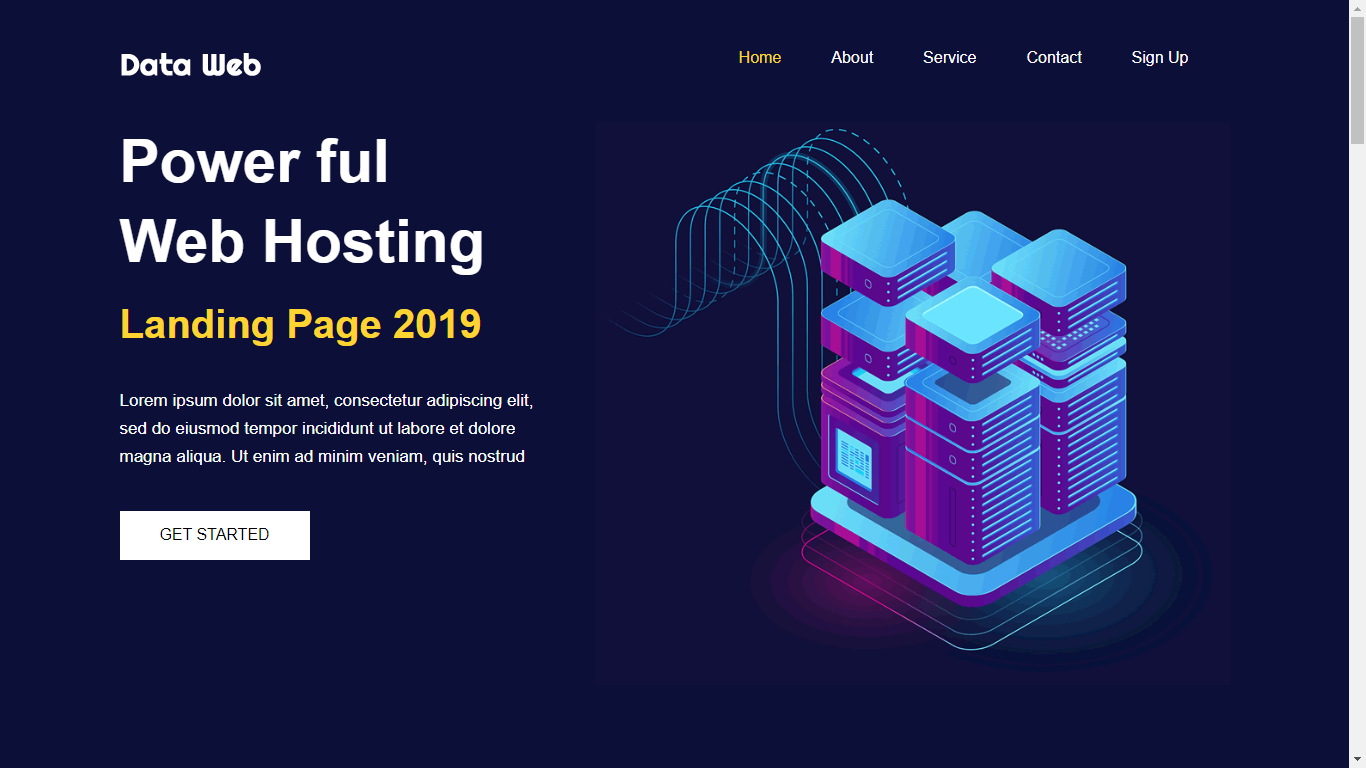 Data Web
Home About Service Contact Sign Up
Power ful
Web Hosting
Landing Page 2019
Lorem ipsum dolor sit amet, consectetur adipiscing elit,
sed do eiusmod tempor incididunt ut labore et dolore
magna aliqua. Ut enim ad minim veniam, quis nostrud
GET STARTED